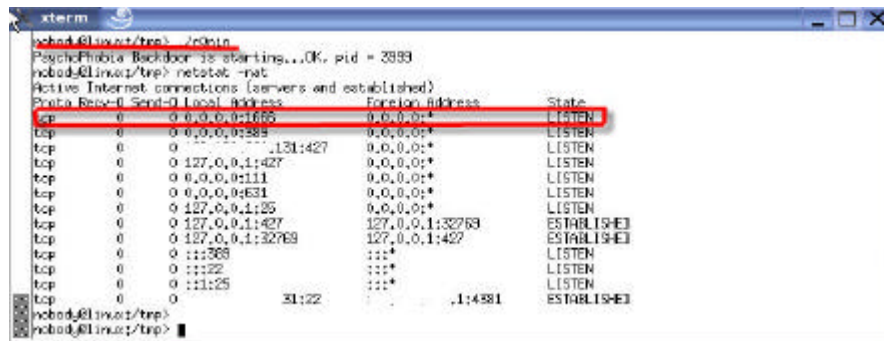 xterm
nobody@linux:/tmp> ./r0nin
PsychoPhobia Backdoor is starting...OK, pid = 3999
nobody@linux:/tmp> netstat -nat
Active Internet connections (servers and established)
Proto Recv-Q Send-Q Local Address Foreign Address State
tcp 0 0 0.0.0.0:1666 0.0.0.0:* LISTEN
tcp 0 0 0.0.0.0:389 0.0.0.0:* LISTEN
tcp 0 0 .131:427 0.0.0.0:* LISTEN
tcp 0 0 127.0.0.1:427 0.0.0.0:* LISTEN
tcp 0 0 0.0.0.0:111 0.0.0.0:* LISTEN
tcp 0 0 0.0.0.0:631 0.0.0.0:* LISTEN
tcp 0 0 127.0.0.1:25 0.0.0.0:* LISTEN
tcp 0 0 127.0.0.1:427 127.0.0.1:32769 ESTABLISHED
tcp 0 0 127.0.0.1:32769 127.0.0.1:427 ESTABLISHED
tcp 0 0 :::389 :::* LISTEN
tcp 0 0 :::22 :::* LISTEN
tcp 0 0 ::1:25 :::* LISTEN
tcp 0 0 31:22 .1:4381 ESTABLISHED
nobody@linux:/tmp>
nobody@linux:/tmp>